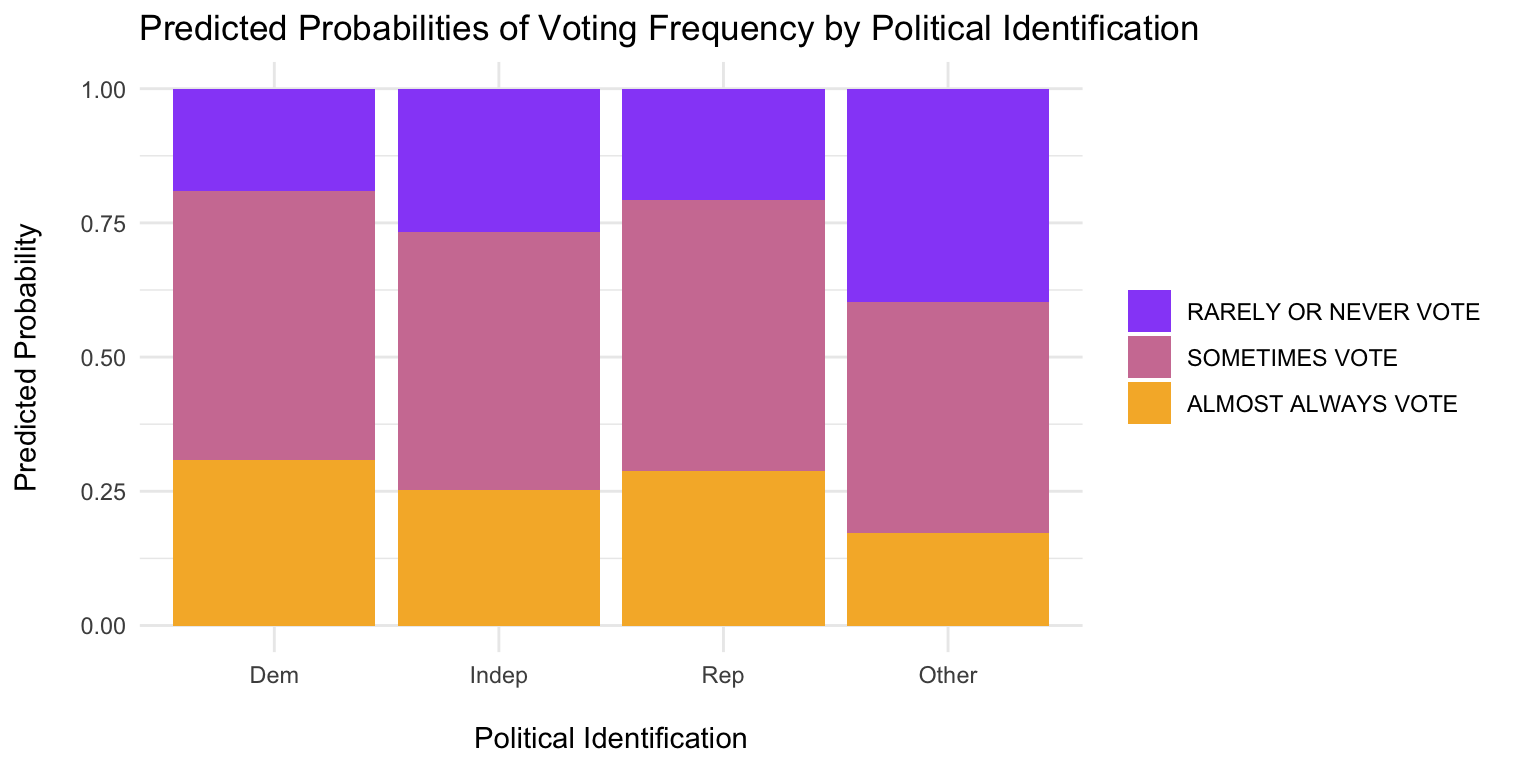 Predicted Probabilities of Voting Frequency by Political Identification
Predicted Probability
1.00
0.75
0.50
0.25
0.00
Dem Indep Rep Other
Political Identification
RARELY OR NEVER VOTE
SOMETIMES VOTE
ALMOST ALWAYS VOTE